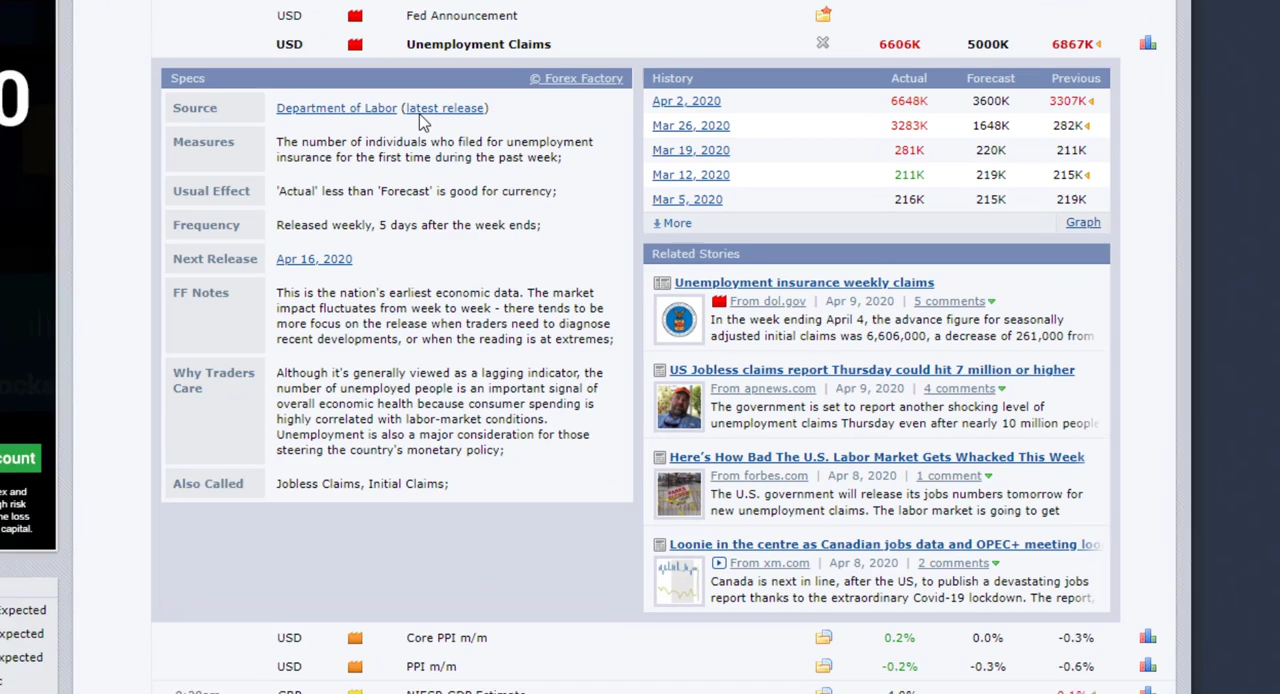 USD Fed Announcement
USD Unemployment Claims 6606K 5000K 6867K
Specs © Forex Factory
Source Department of Labor (latest release)
Measures The number of individuals who filed for unemployment
insurance for the first time during the past week;
Usual Effect 'Actual' less than 'Forecast' is good for currency;
Frequency Released weekly, 5 days after the week ends;
Next Release Apr 16, 2020
FF Notes This is the nation's earliest economic data. The market
impact fluctuates from week to week - there tends to be
more focus on the release when traders need to diagnose
recent developments, or when the reading is at extremes;
Why Traders Although it's generally viewed as a lagging indicator, the
Care number of unemployed people is an important signal of
overall economic health because consumer spending is
highly correlated with labor-market conditions.
Unemployment is also a major consideration for those
steering the country's monetary policy;
Also Called Jobless Claims, Initial Claims;
History Actual Forecast Previous
Apr 2, 2020 6648K 3600K 3307K
Mar 26, 2020 3283K 1648K 282K
Mar 19, 2020 281K 220K 211K
Mar 12, 2020 211K 219K 215K
Mar 5, 2020 216K 215K 219K
More Graph
Related Stories
Unemployment insurance weekly claims
From dol.gov | Apr 9, 2020 | 5 comments
In the week ending April 4, the advance figure for seasonally
adjusted initial claims was 6,606,000, a decrease of 261,000 from
US Jobless claims report Thursday could hit 7 million or higher
From apnews.com | Apr 9, 2020 | 4 comments
The government is set to report another shocking level of
unemployment claims Thursday even after nearly 10 million people
Here's How Bad The U.S. Labor Market Gets Whacked This Week
From forbes.com | Apr 8, 2020 | 1 comment
The U.S. government will release its jobs numbers tomorrow for
new unemployment claims. The labor market is going to get
Loonie in the centre as Canadian jobs data and OPEC+ meeting loo
From xm.com | Apr 8, 2020 | 2 comments
Canada is next in line, after the US, to publish a devastating jobs
report thanks to the extraordinary Covid-19 lockdown. The report,
USD Core PPI m/m 0.2% 0.0% -0.3%
USD PPI m/m -0.2% -0.3% -0.6%
0
ocks
ount
ex and
h risk
he loss
capital.
Expected
xpected
xpected